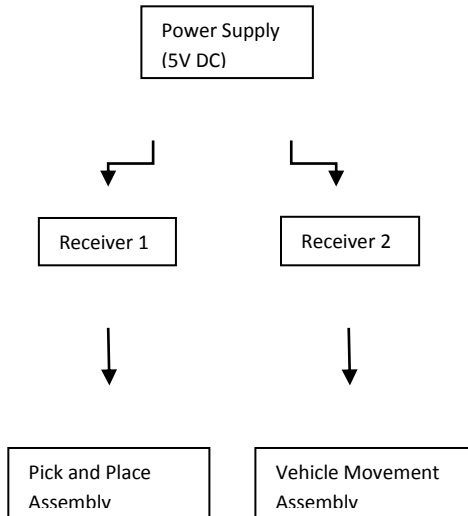 Power Supply
(5V DC)
Receiver 1
Receiver 2
Pick and Place
Assembly
Vehicle Movement
Assembly